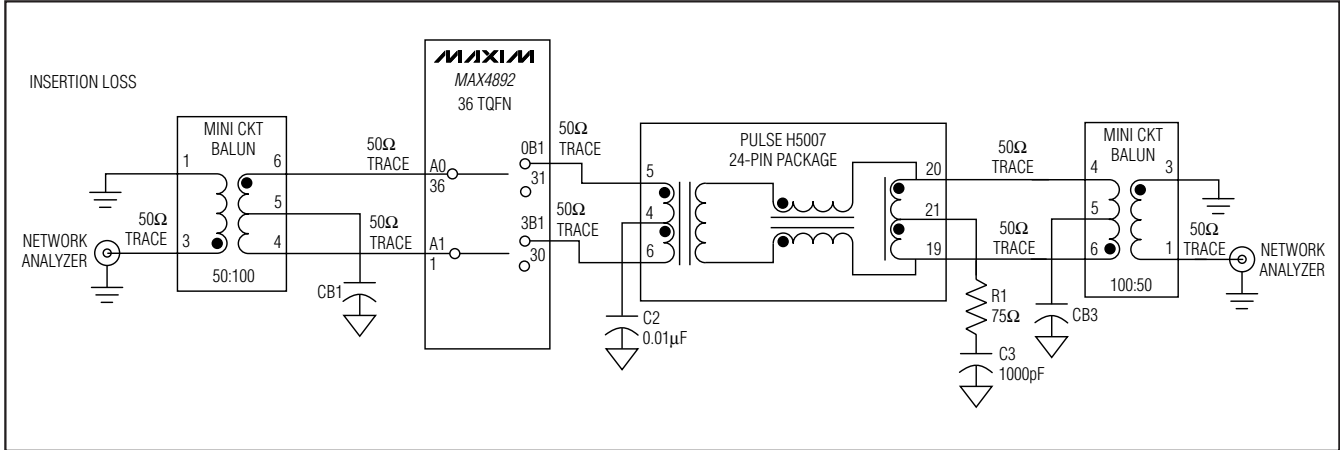 INSERTION LOSS
NETWORK
ANALYZER
50Ω
TRACE
MINI CKT
BALUN
1
3
6
5
4
50:100
50Ω
TRACE
50Ω
TRACE
CB1
MAXIM
MAX4892
36 TQFN
A0
36
A1
1
0B1
31
3B1
30
50Ω
TRACE
50Ω
TRACE
C2
0.01µF
PULSE H5007
24-PIN PACKAGE
5
4
6
20
21
19
R1
75Ω
C3
1000pF
50Ω
TRACE
50Ω
TRACE
CB3
MINI CKT
BALUN
4
5
6
3
1
100:50
50Ω
TRACE
NETWORK
ANALYZER